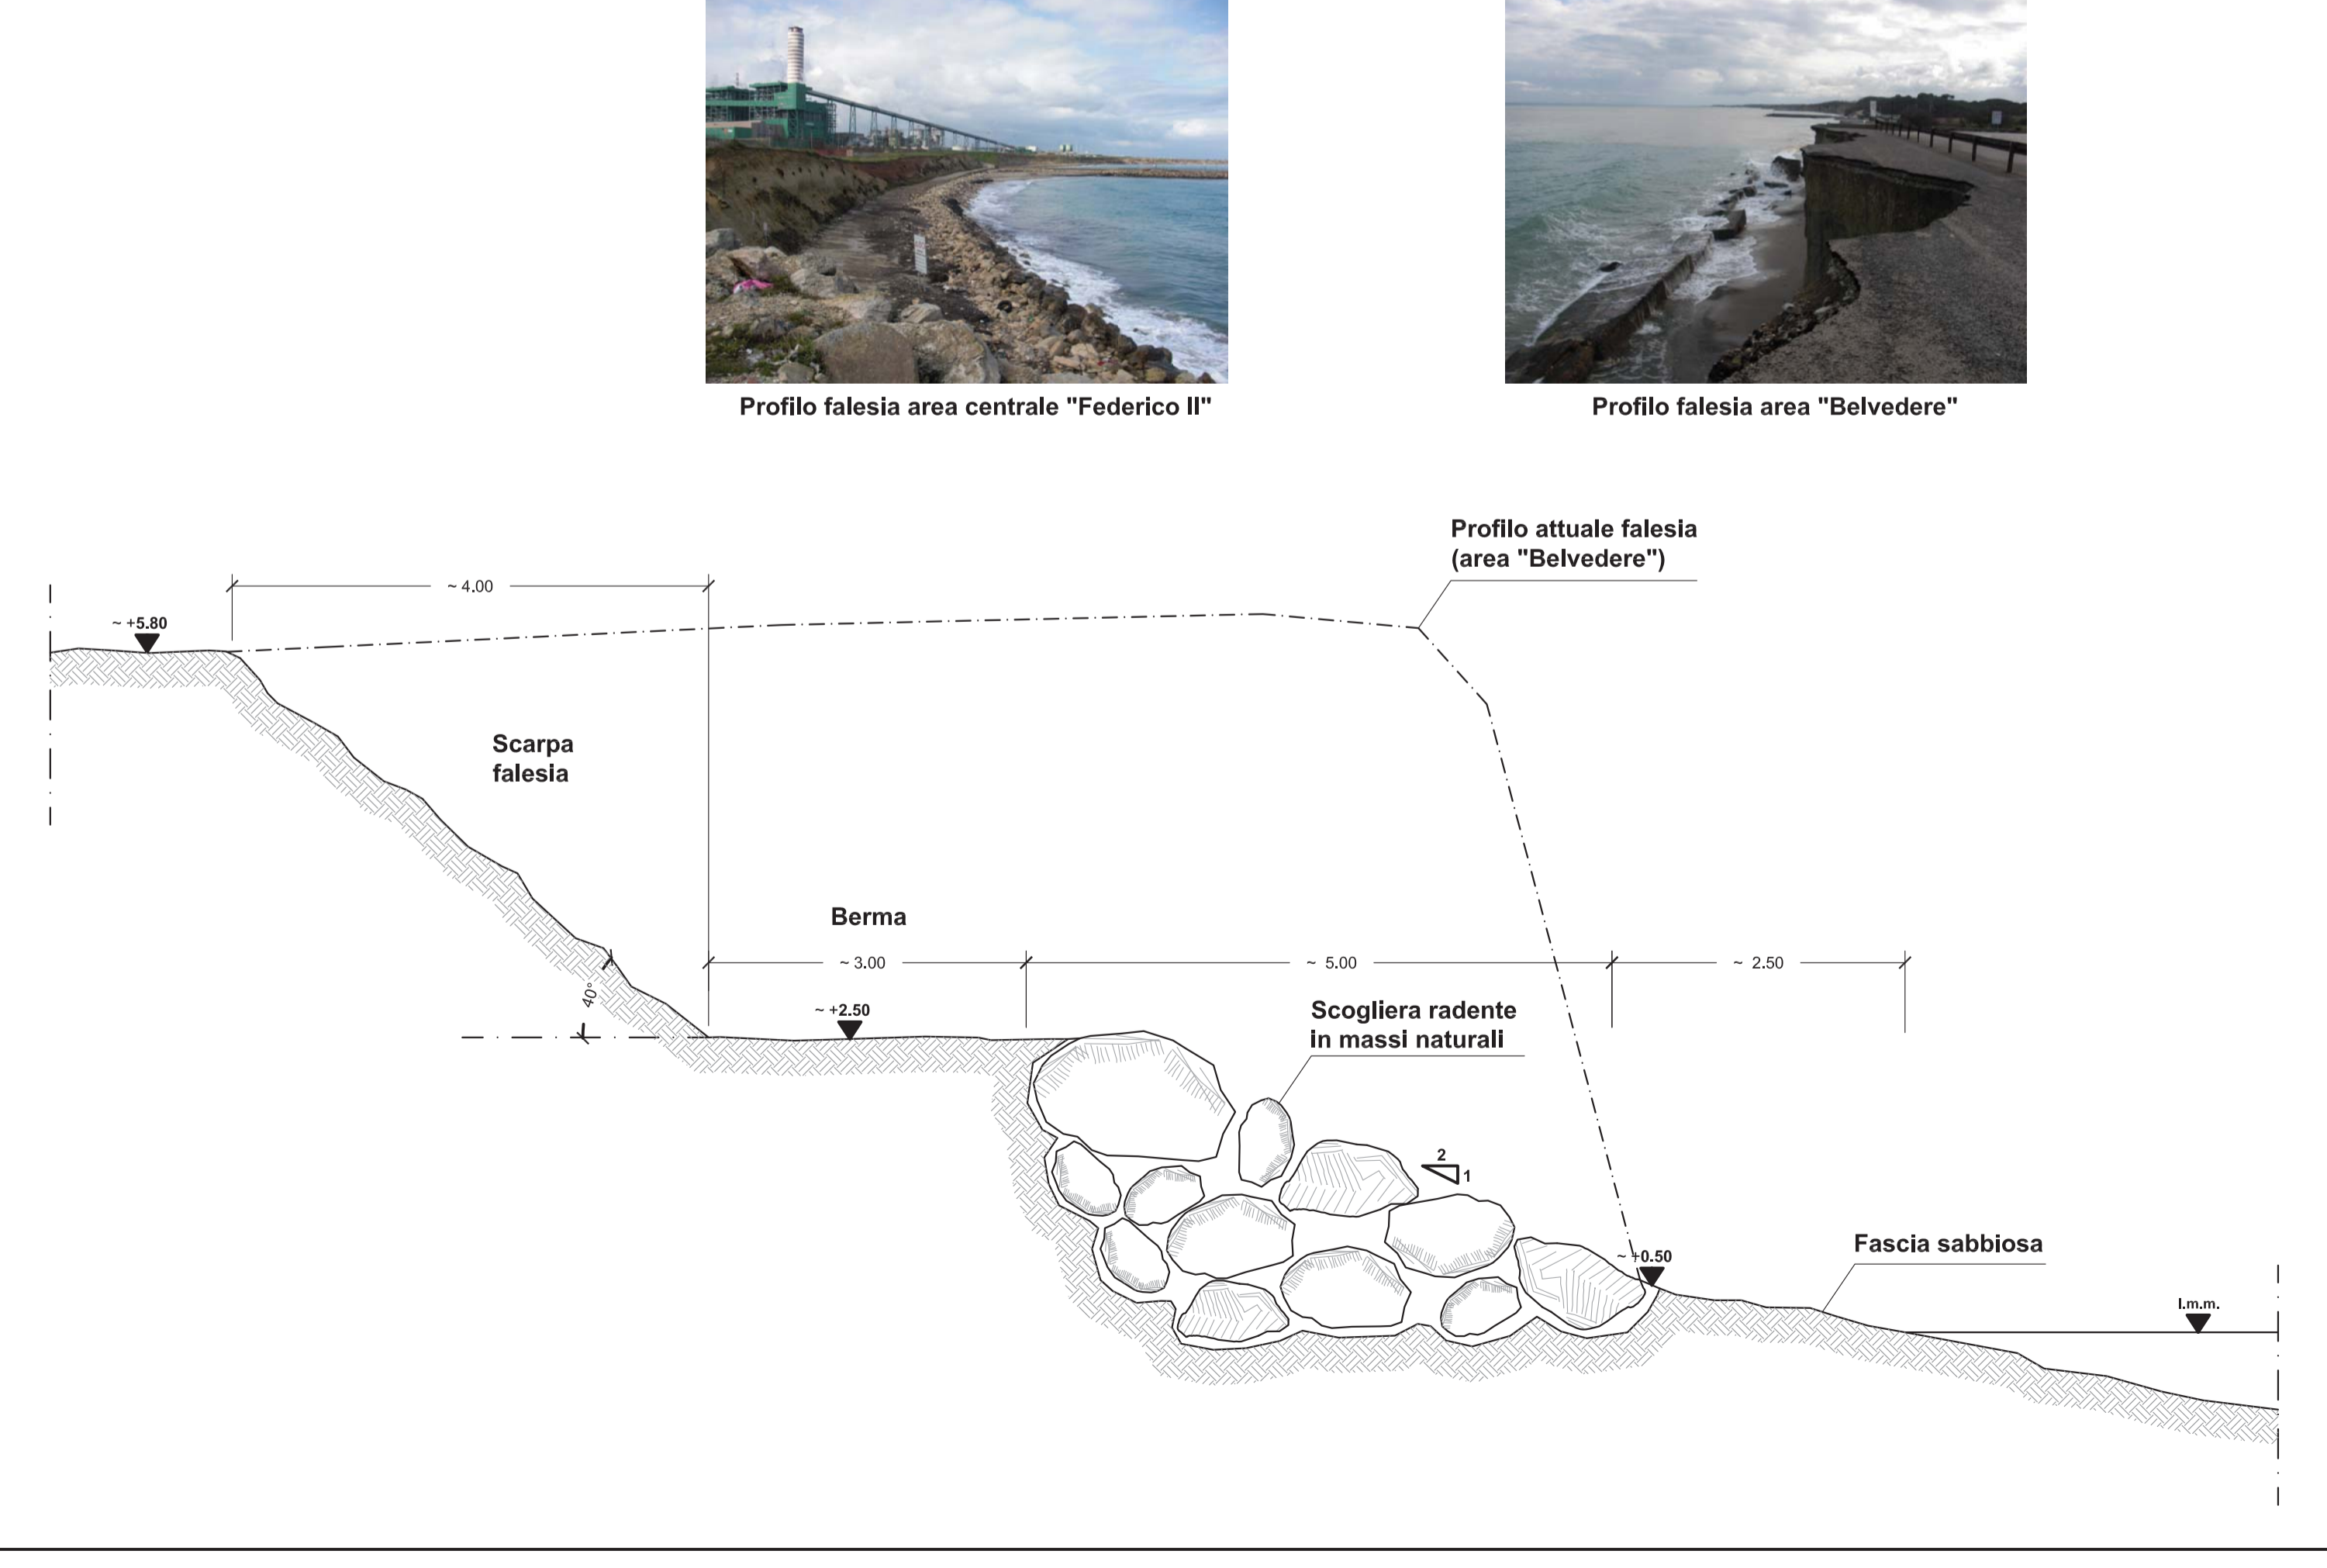 Profilo falesia area centrale "Federico II"
Profilo falesia area "Belvedere"
Profilo attuale falesia
(area "Belvedere")
~ 4.00
~ +5.80
Scarpa
falesia
Berma
~ 3.00
~ 5.00
~ 2.50
40°
~ +2.50
Scogliera radente
in massi naturali
2
1
~ +0.50
Fascia sabbiosa
l.m.m.